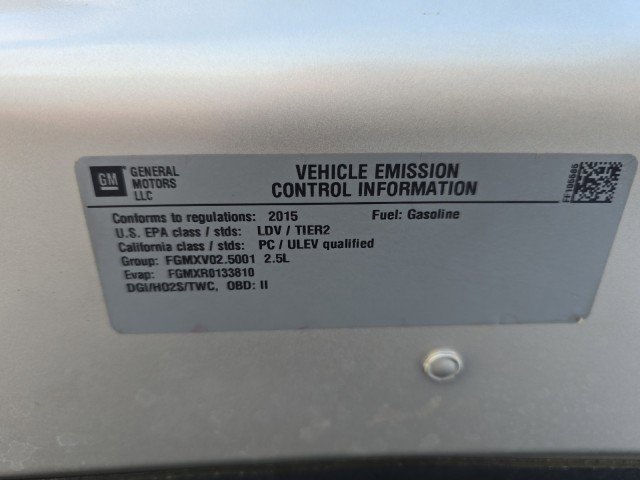 GM
GENERAL
MOTORS
LLC
VEHICLE EMISSION
CONTROL INFORMATION
Conforms to regulations: 2015 Fuel: Gasoline
U.S. EPA class / stds: LDV / TIER2
California class / stds: PC / ULEV qualified
Group: FGMXV02.5001 2.5L
Evap: FGMXR0133810
DGI/HO2S/TWC, OBD: II